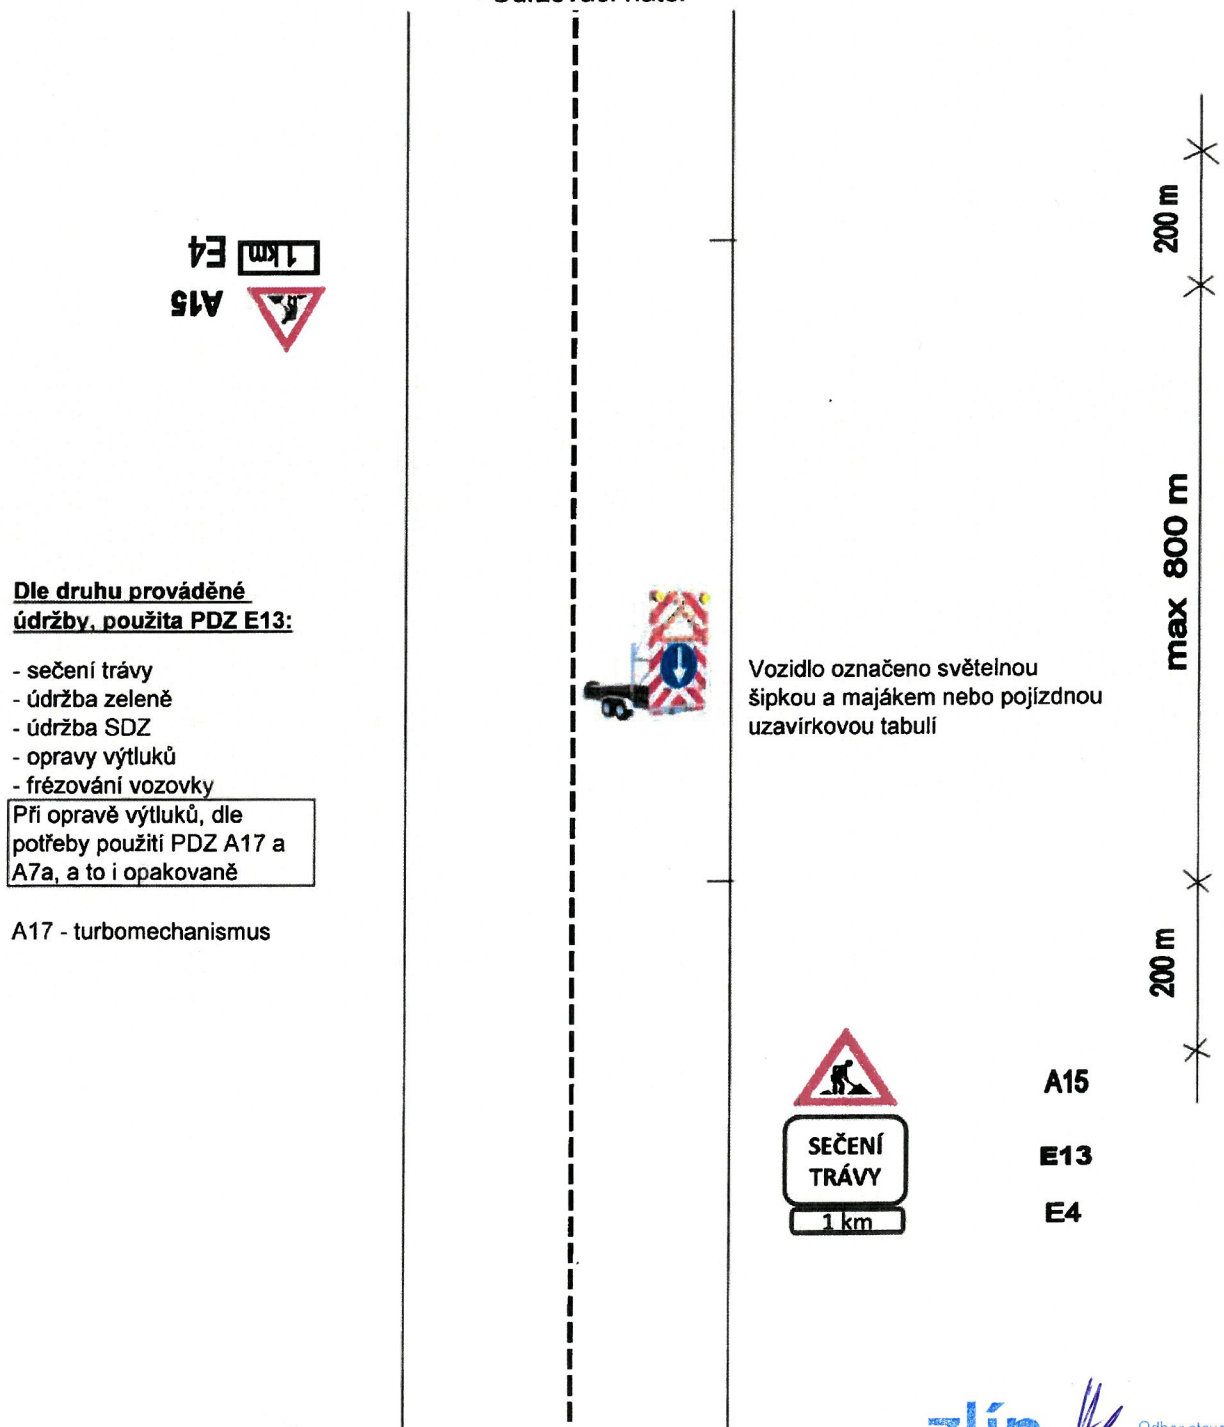 200 m
E4 1 km
A15
max 800 m
Dle druhu prováděné
údržby, použita PDZ E13:
- sečení trávy
- údržba zeleně
- údržba SDZ
- opravy výtluků
- frézování vozovky
Při opravě výtluků, dle
potřeby použití PDZ A17 a
A7a, a to i opakovaně
A17 - turbomechanismus
Vozidlo označeno světelnou
šipkou a majákem nebo pojízdnou
uzavírkovou tabulí
200 m
A15
SEČENÍ
TRÁVY
E13
1 km
E4
zlín